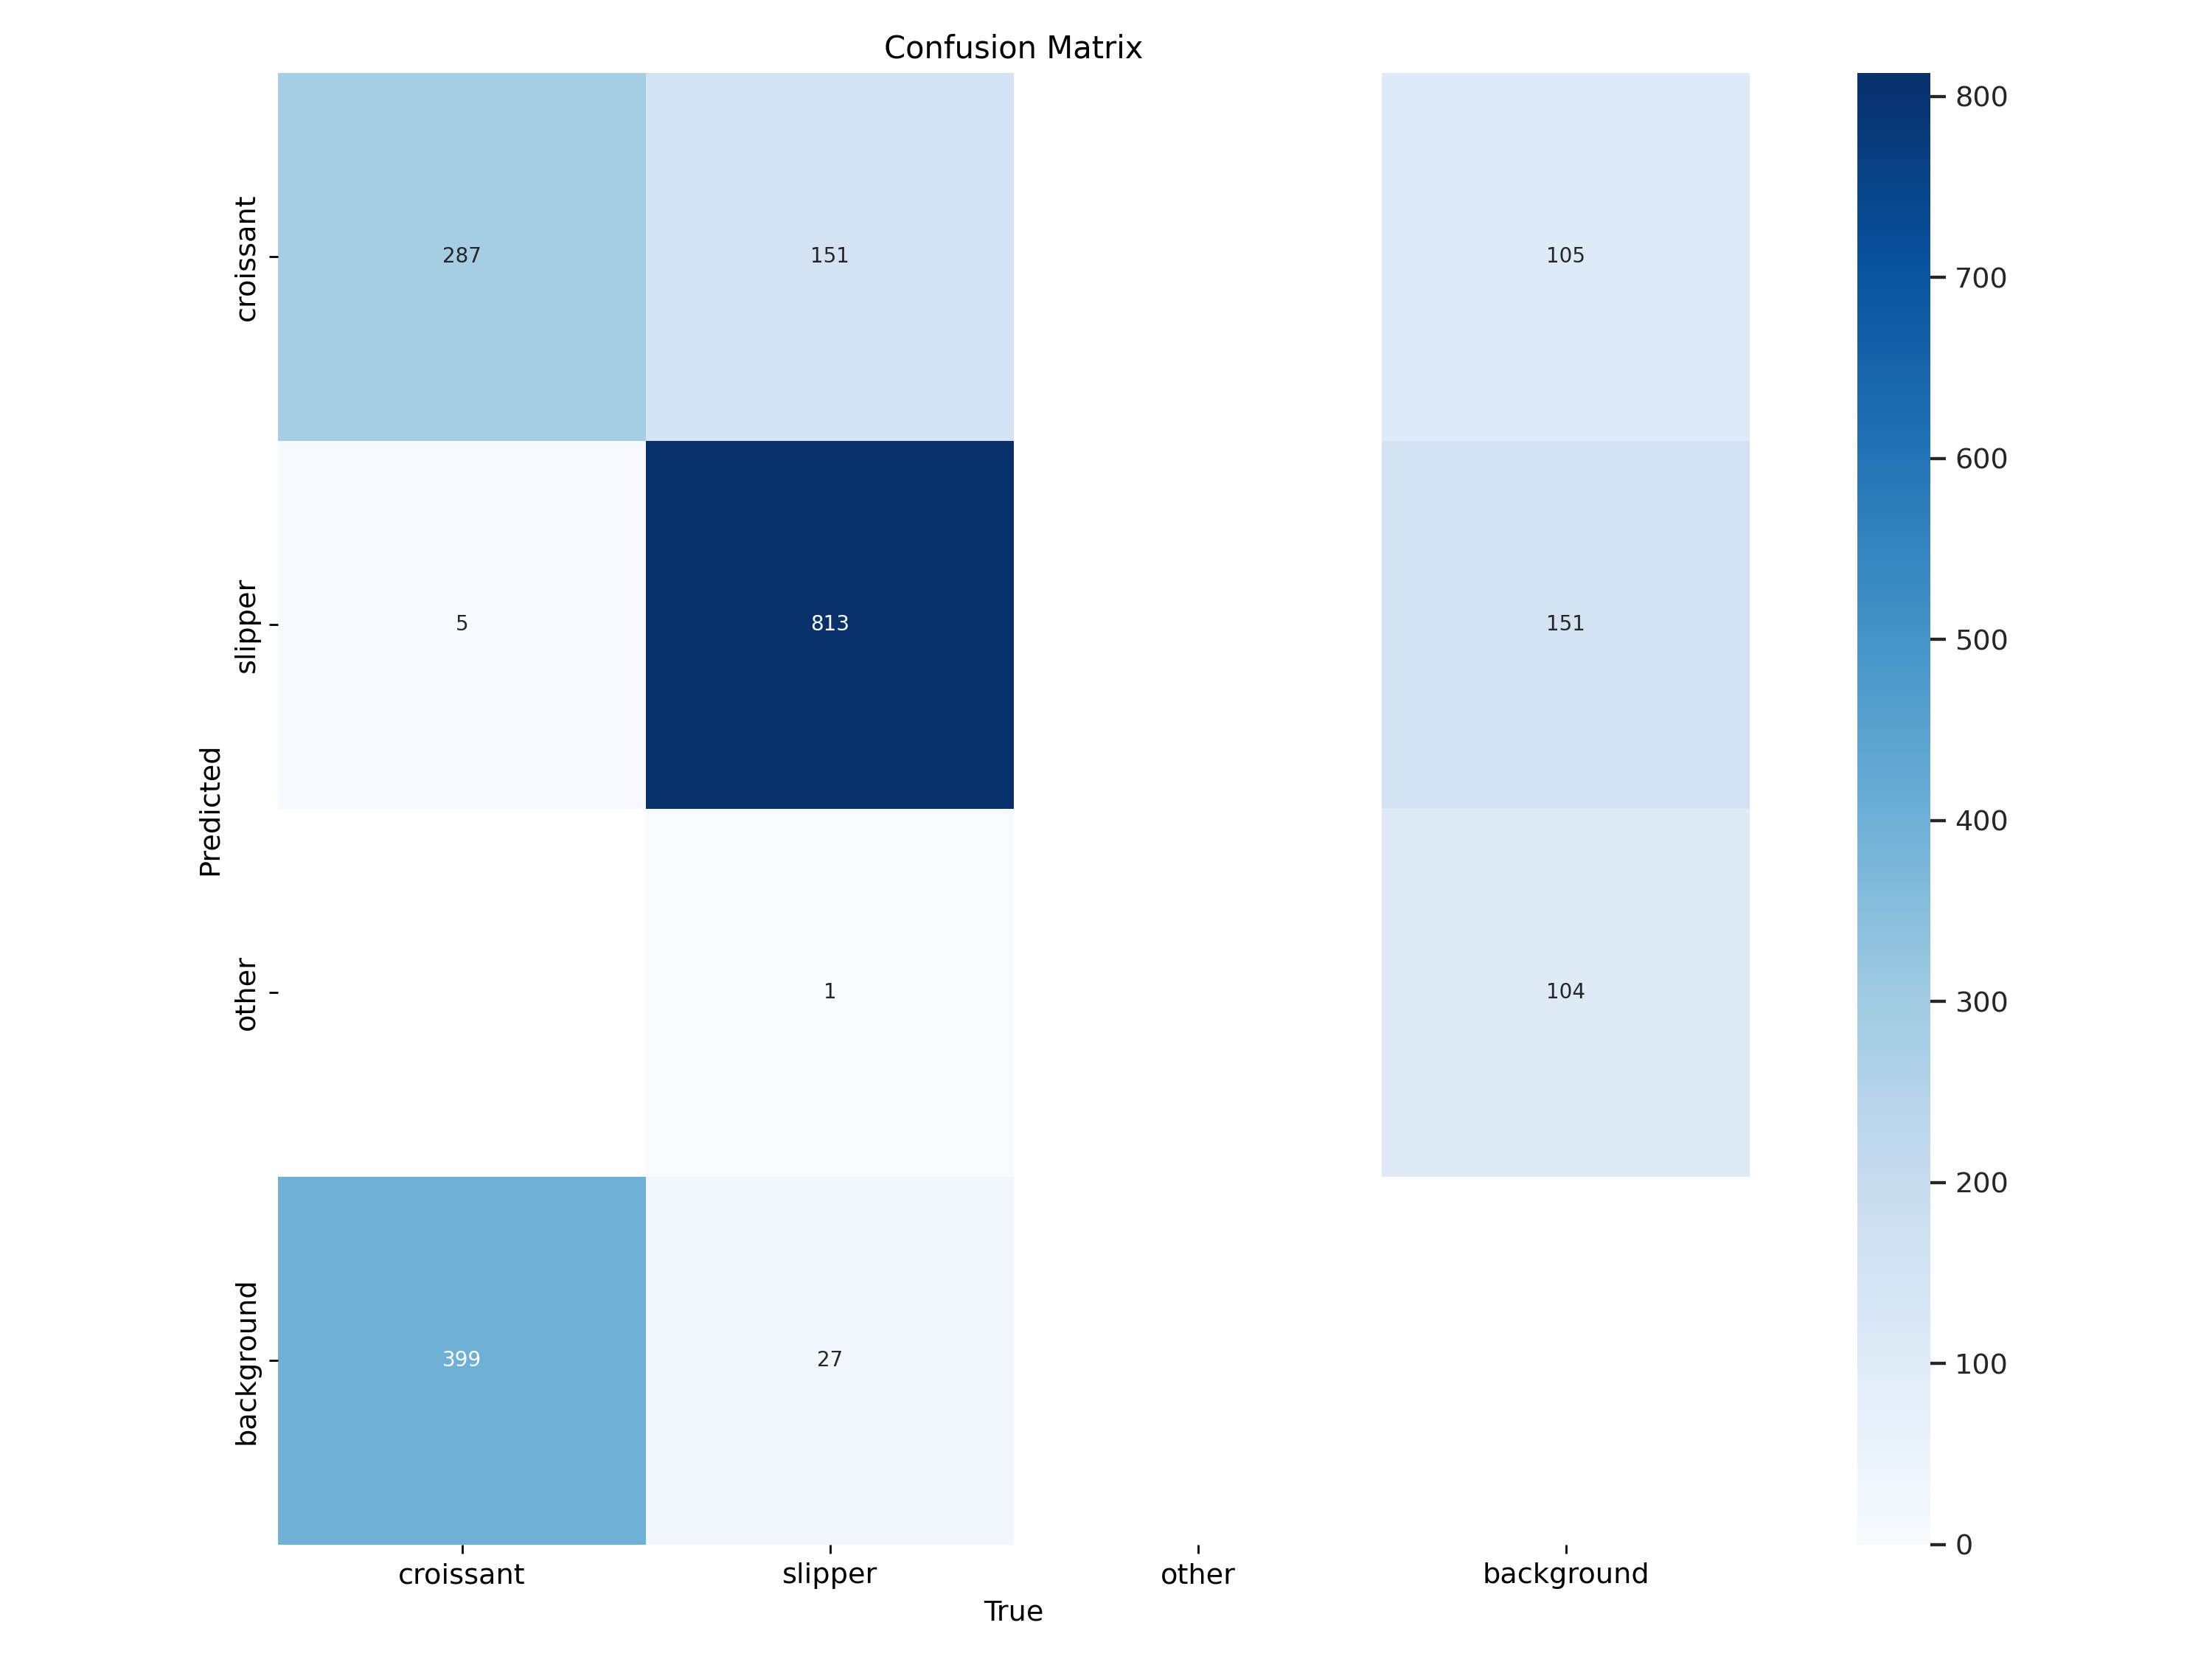 Confusion Matrix
croissant
287
151
105
slipper
5
813
151
other
1
104
background
399
27
Predicted
croissant
slipper
other
background
True
800
700
600
500
400
300
200
100
0